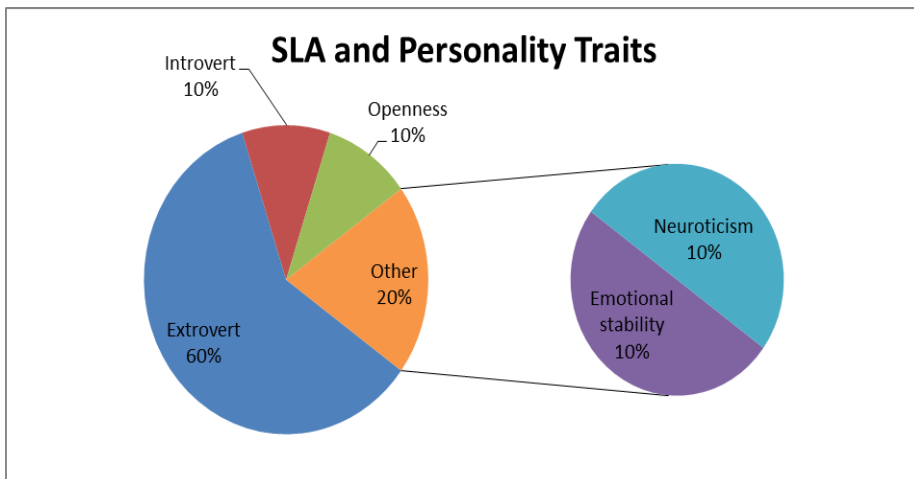 SLA and Personality Traits
Introvert
10%
Openness
10%
Other
20%
Extrovert
60%
Neuroticism
10%
Emotional
stability
10%